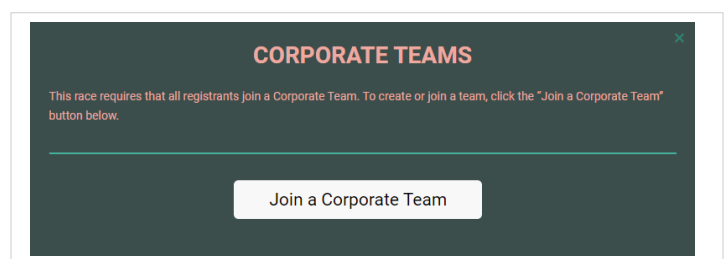 CORPORATE TEAMS
This race requires that all registrants join a Corporate Team. To create or join a team, click the “Join a Corporate Team”
button below.
Join a Corporate Team